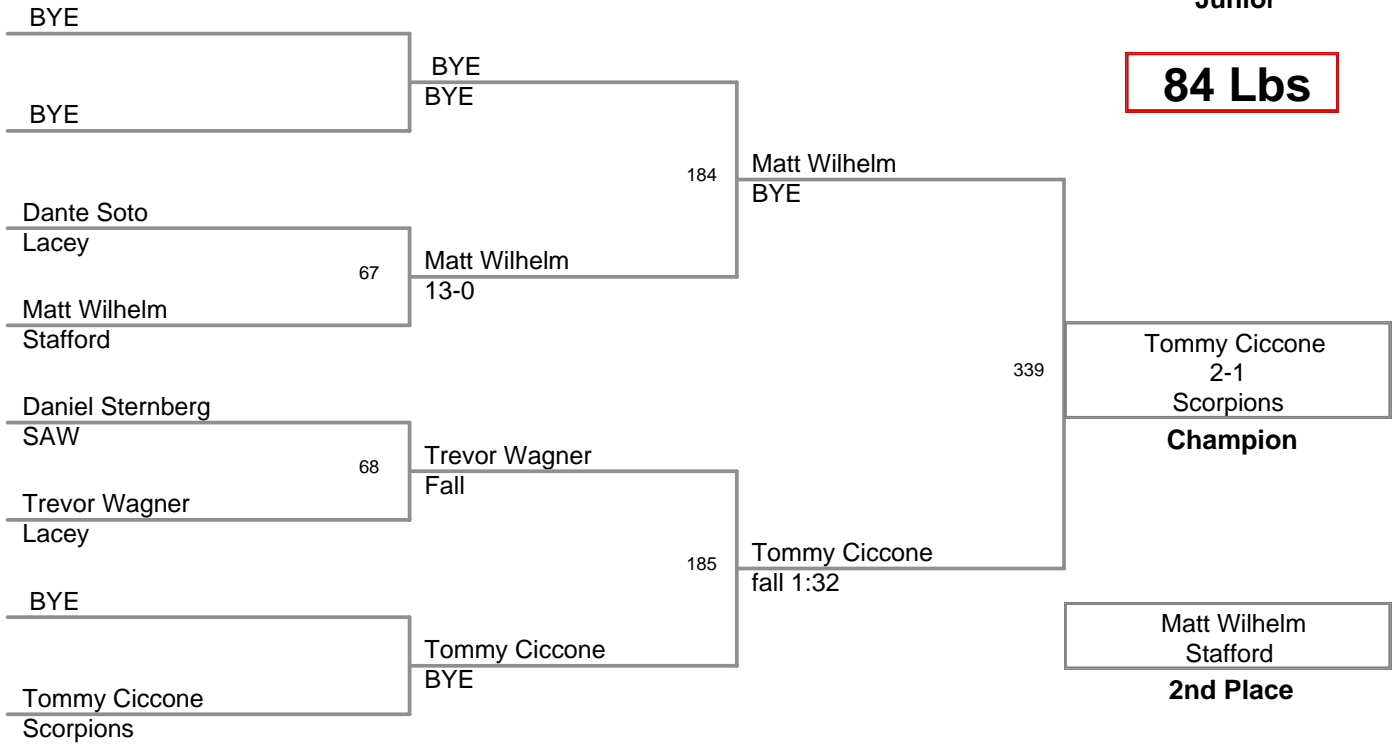 Junior
84 Lbs
BYE
BYE
BYE
BYE
Dante Soto
Lacey
67
Matt Wilhelm
Stafford
Matt Wilhelm
13-0
184
Matt Wilhelm
BYE
Daniel Sternberg
SAW
68
Trevor Wagner
Lacey
Trevor Wagner
Fall
185
BYE
Tommy Ciccone
Scorpions
Tommy Ciccone
BYE
Tommy Ciccone
fall 1:32
339
Tommy Ciccone
2-1
Scorpions
Champion
Matt Wilhelm
Stafford
2nd Place